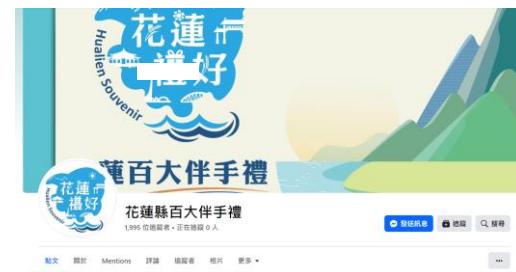 花蓮
禮好
Hualien Souvenir
蓮百大伴手禮
花蓮
禮好
花蓮縣百大伴手禮
1,995 位追蹤者・正在追蹤 0 人
發送訊息
追蹤
搜尋
貼文
關於
Mentions
評論
追蹤者
相片
更多